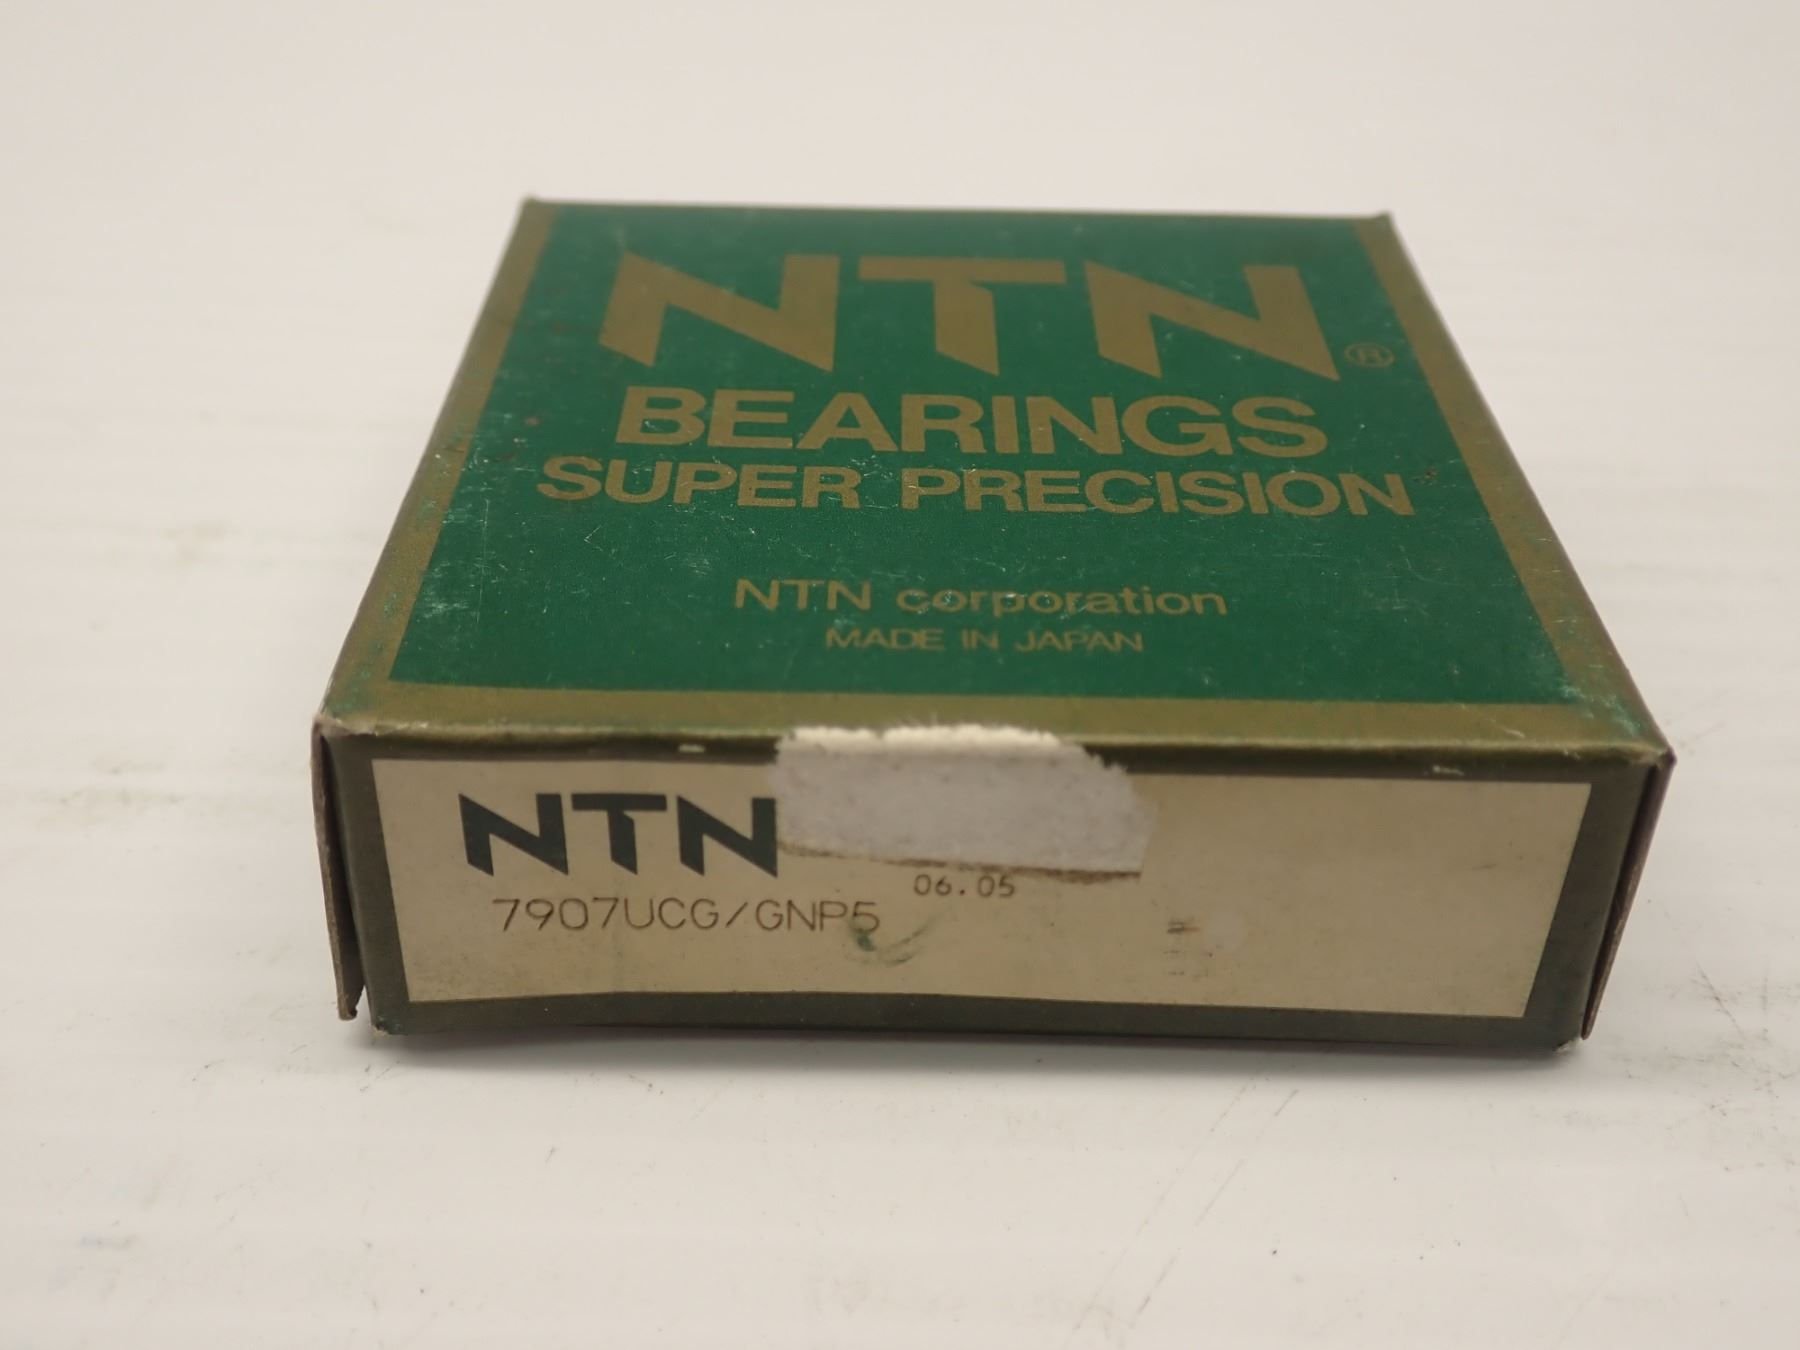 NTN®
BEARINGS
SUPER PRECISION
NTN corporation
MADE IN JAPAN
NTN
06.05
7907UCG/GNP5